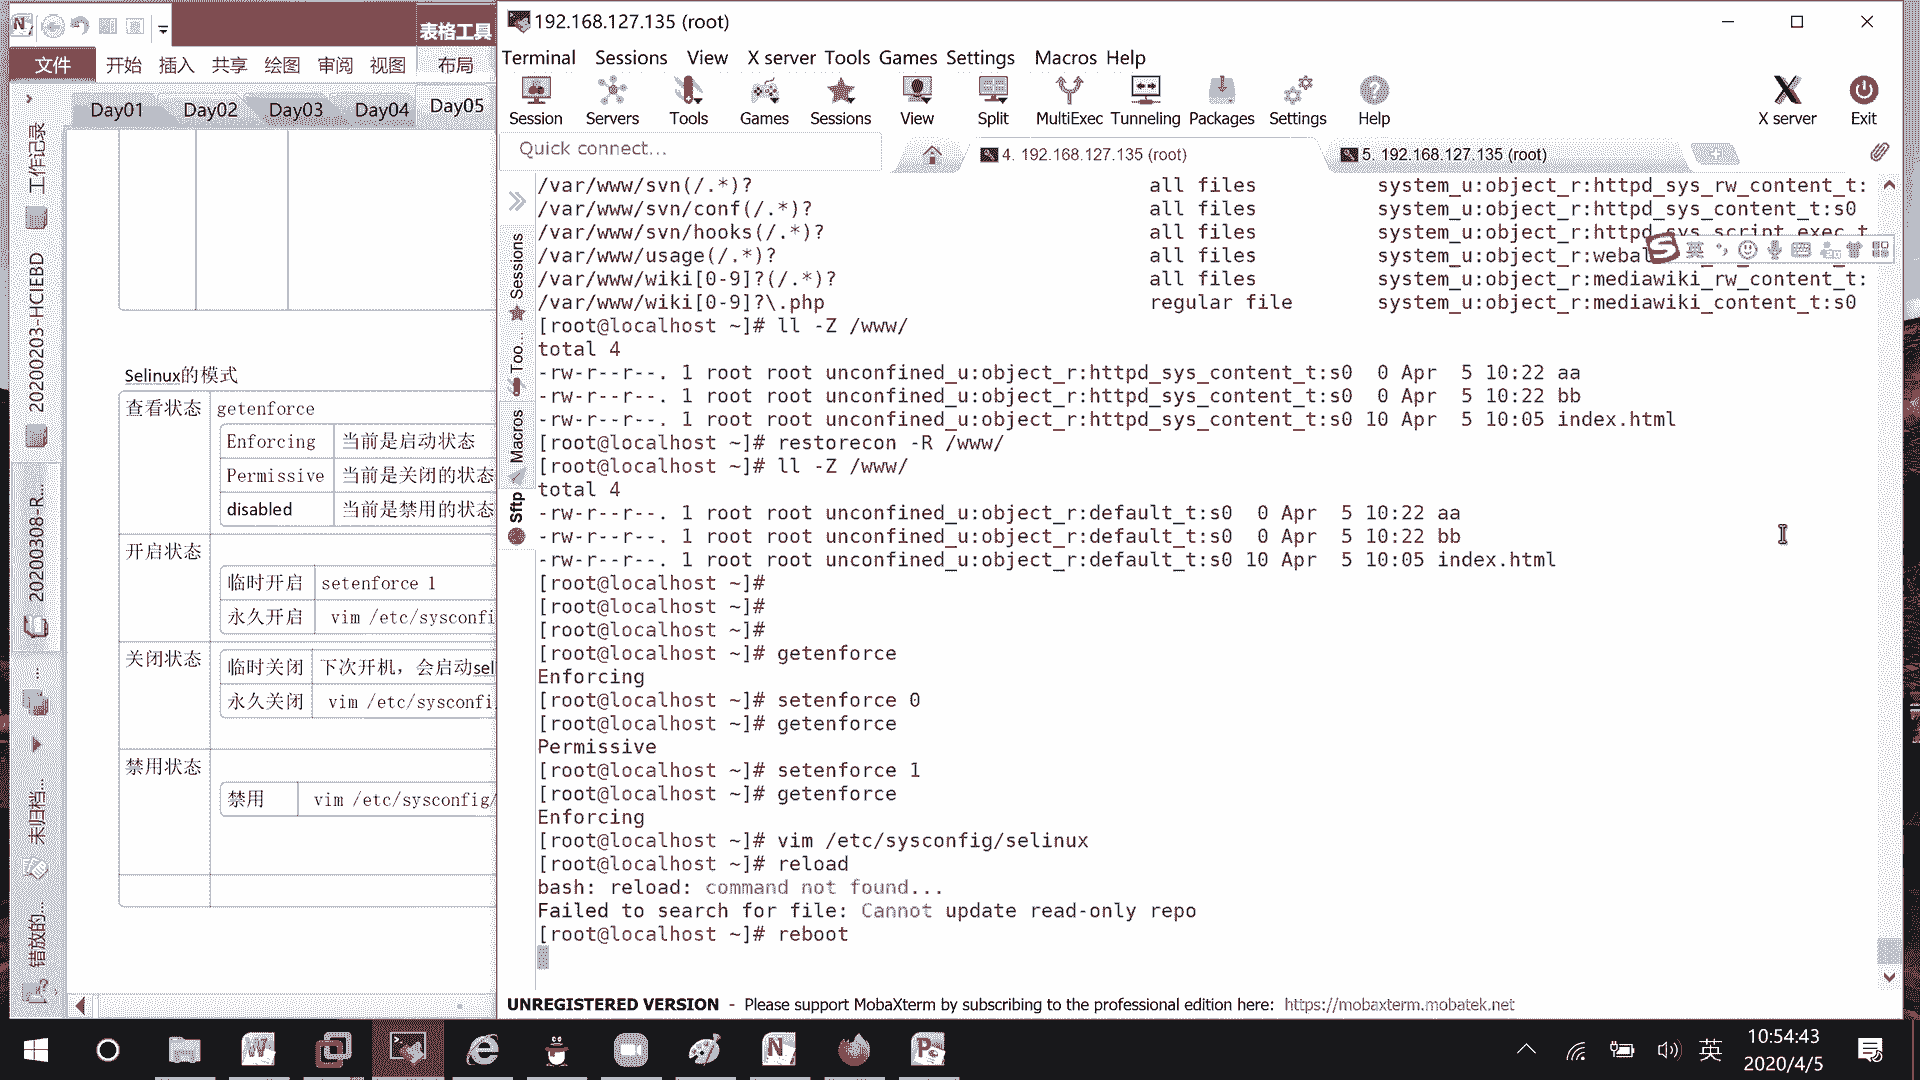 表格工具
文件 开始 插入 共享 绘图 审阅 视图 布局
Day01 Day02 Day03 Day04 Day05
工作记录
20200203-HCIEBD
20200308-R...
...
未归档...
错放的...
Selinux的模式
查看状态 getenforce
Enforcing 当前是启动状态
Permissive 当前是关闭的状态
disabled 当前是禁用的状态
开启状态
临时开启 setenforce 1
永久开启 vim /etc/sysconfi
关闭状态 临时关闭 下次开机，会启动sel
永久关闭 vim /etc/sysconfi
禁用状态
禁用 vim /etc/sysconfig/
192.168.127.135 (root)
Terminal Sessions View X server Tools Games Settings Macros Help
Session Servers Tools Games Sessions View Split MultiExec Tunneling Packages Settings Help X server Exit
Quick connect...
4. 192.168.127.135 (root) 5. 192.168.127.135 (root)
Sessions
Too...
Macros
Sftp
/var/www/svn(/.*)? all files system_u:object_r:httpd_sys_rw_content_t:
/var/www/svn/conf(/.*)? all files system_u:object_r:httpd_sys_content_t:s0
/var/www/svn/hooks(/.*)? all files system_u:object_r:httpd_sys_script_exec_t
/var/www/usage(/.*)? all files system_u:object_r:webal
/var/www/wiki[0-9]?(/.*)? all files system_u:object_r:mediawiki_rw_content_t:
/var/www/wiki[0-9]?\.php regular file system_u:object_r:mediawiki_content_t:s0
[root@localhost ~]# ll -Z /www/
total 4
-rw-r--r--. 1 root root unconfined_u:object_r:httpd_sys_content_t:s0 0 Apr 5 10:22 aa
-rw-r--r--. 1 root root unconfined_u:object_r:httpd_sys_content_t:s0 0 Apr 5 10:22 bb
-rw-r--r--. 1 root root unconfined_u:object_r:httpd_sys_content_t:s0 10 Apr 5 10:05 index.html
[root@localhost ~]# restorecon -R /www/
[root@localhost ~]# ll -Z /www/
total 4
-rw-r--r--. 1 root root unconfined_u:object_r:default_t:s0 0 Apr 5 10:22 aa
-rw-r--r--. 1 root root unconfined_u:object_r:default_t:s0 0 Apr 5 10:22 bb
-rw-r--r--. 1 root root unconfined_u:object_r:default_t:s0 10 Apr 5 10:05 index.html
[root@localhost ~]#
[root@localhost ~]#
[root@localhost ~]#
[root@localhost ~]# getenforce
Enforcing
[root@localhost ~]# setenforce 0
[root@localhost ~]# getenforce
Permissive
[root@localhost ~]# setenforce 1
[root@localhost ~]# getenforce
Enforcing
[root@localhost ~]# vim /etc/sysconfig/selinux
[root@localhost ~]# reload
bash: reload: command not found...
Failed to search for file: Cannot update read-only repo
[root@localhost ~]# reboot
英
UNREGISTERED VERSION - Please support MobaXterm by subscribing to the professional edition here: https://mobaxterm.mobatek.net
英
10:54:43
2020/4/5